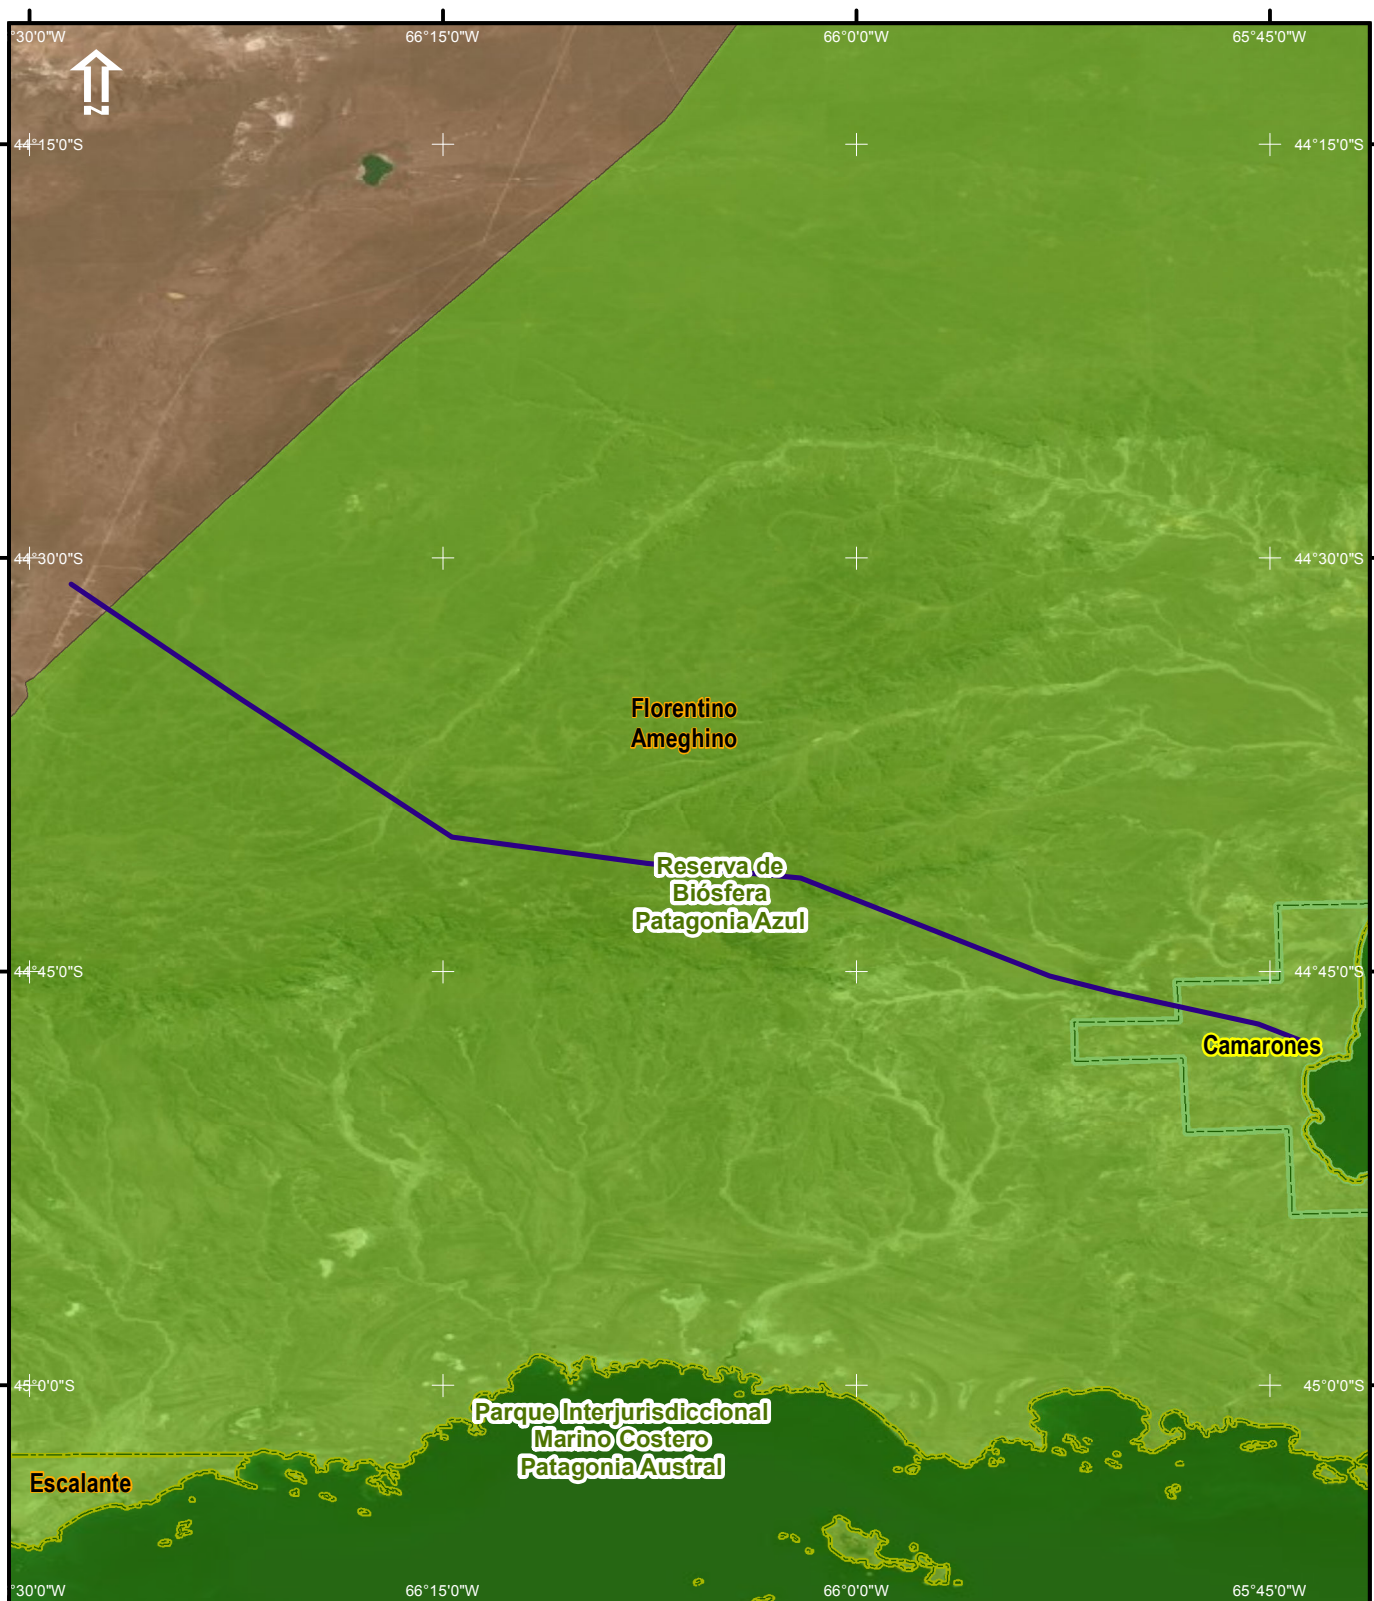 °30'0"W
66°15'0"W
66°0'0"W
65°45'0"W
N
44°15'0"S
44°15'0"S
44°30'0"S
44°30'0"S
Florentino
Ameghino
Reserva de
Biósfera
Patagonia Azul
44°45'0"S
44°45'0"S
Camarones
45°0'0"S
45°0'0"S
Parque Interjurisdiccional
Marino Costero
Patagonia Austral
Escalante
°30'0"W
66°15'0"W
66°0'0"W
65°45'0"W